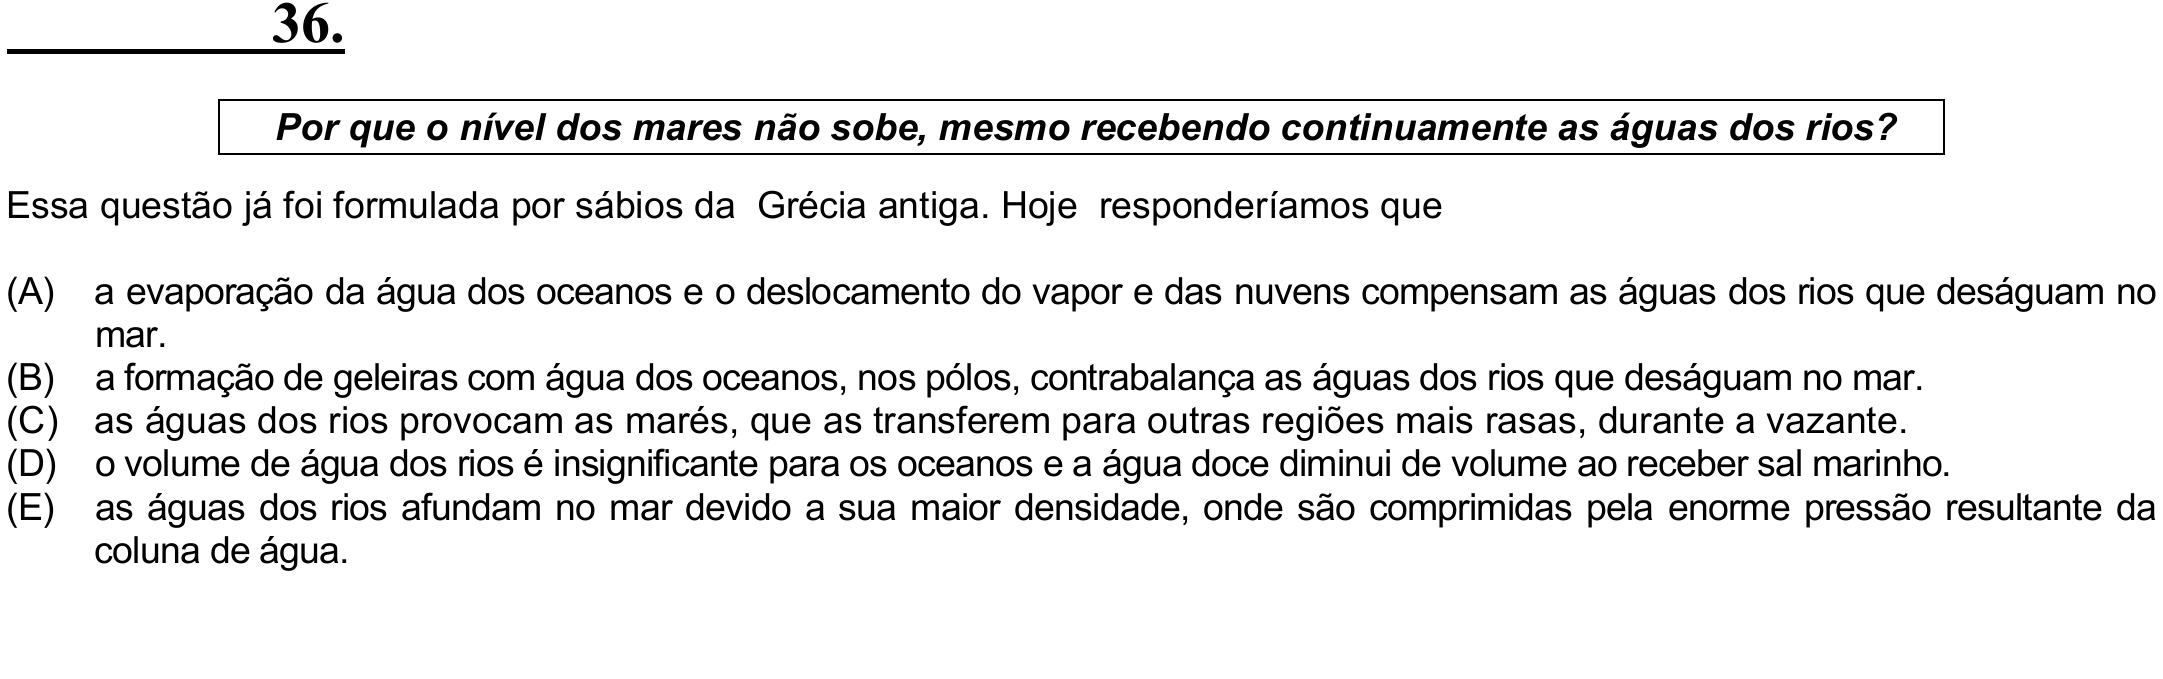 36.
Por que o nível dos mares não sobe, mesmo recebendo continuamente as águas dos rios?
Essa questão já foi formulada por sábios da Grécia antiga. Hoje responderíamos que
(A) a evaporação da água dos oceanos e o deslocamento do vapor e das nuvens compensam as águas dos rios que deságuam no
mar.
(B) a formação de geleiras com água dos oceanos, nos pólos, contrabalança as águas dos rios que deságuam no mar.
(C) as águas dos rios provocam as marés, que as transferem para outras regiões mais rasas, durante a vazante.
(D) o volume de água dos rios é insignificante para os oceanos e a água doce diminui de volume ao receber sal marinho.
(E) as águas dos rios afundam no mar devido a sua maior densidade, onde são comprimidas pela enorme pressão resultante da
coluna de água.